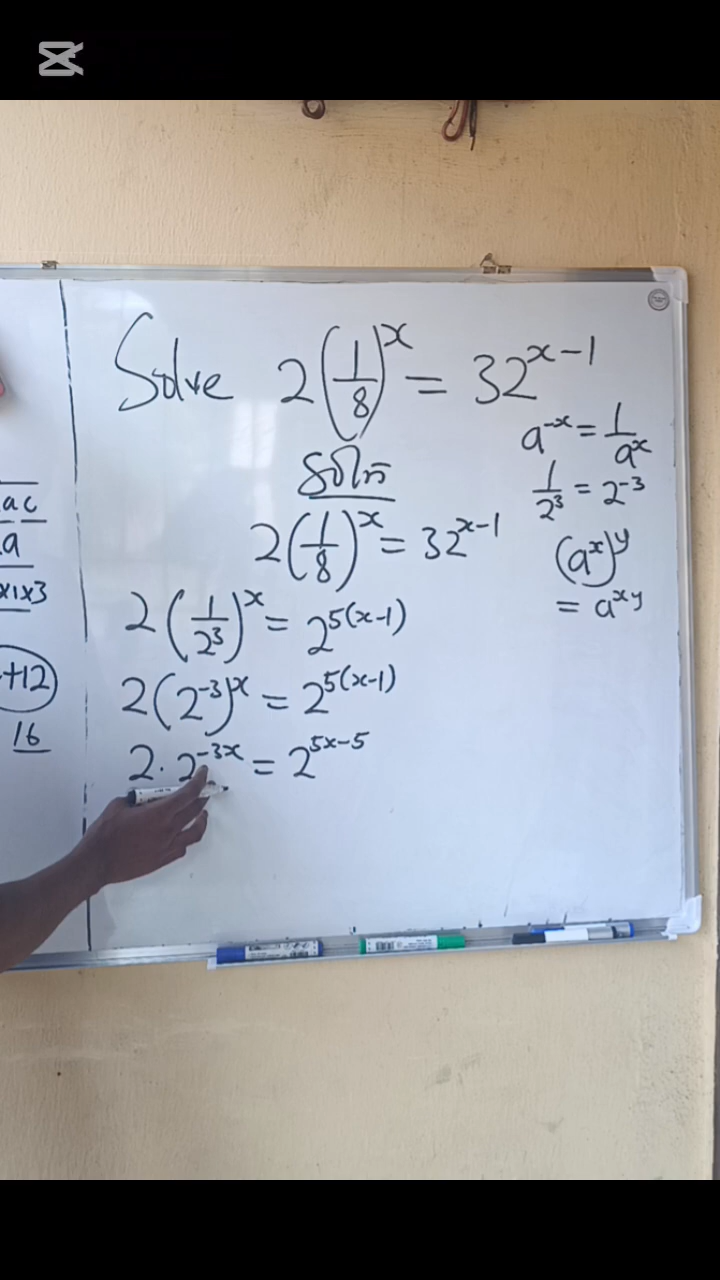 ac
a
x1x3
+12
16
Solve 2(1/8)^x = 32^(x-1)
Soln
2(1/8)^x = 32^(x-1)
2(1/2^3)^x = 2^(5(x-1))
2(2^-3)^x = 2^(5(x-1))
2·2^(-3x) = 2^(5x-5)
a^-x = 1/a^x
1/2^3 = 2^-3
(a^x)^y
= a^xy